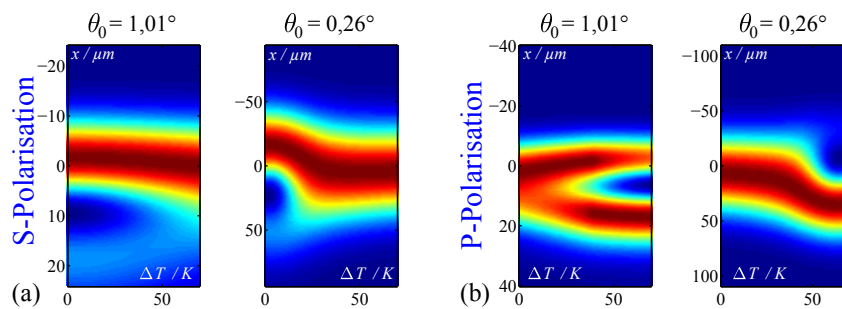 θ₀ = 1,01° θ₀ = 0,26° θ₀ = 1,01° θ₀ = 0,26°
S-Polarisation
x / µm
−20
−10
0
10
20
ΔT / K
0 50
(a)
−50
0
50
ΔT / K
0 50
P-Polarisation
x / µm
−40
−20
0
20
40
ΔT / K
0 50
(b)
x / µm
−100
−50
0
50
100
ΔT / K
0 50